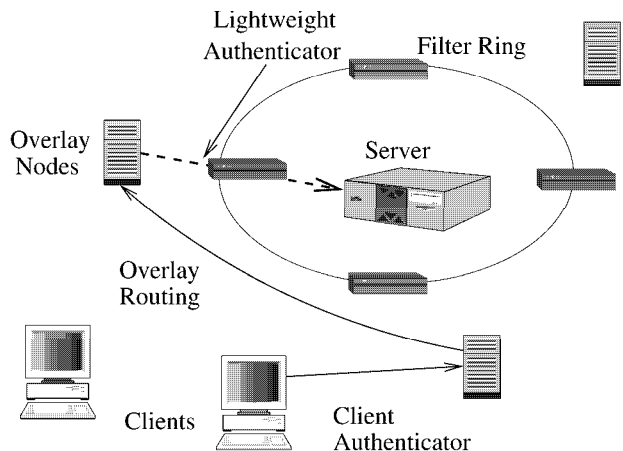 Lightweight
Authenticator
Filter Ring
Overlay
Nodes
Server
Overlay
Routing
Clients
Client
Authenticator